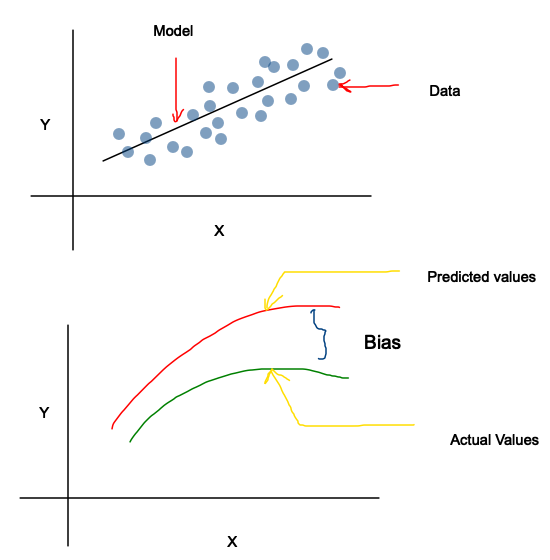 Model
Data
Y
X
Predicted values
Bias
Y
Actual Values
X